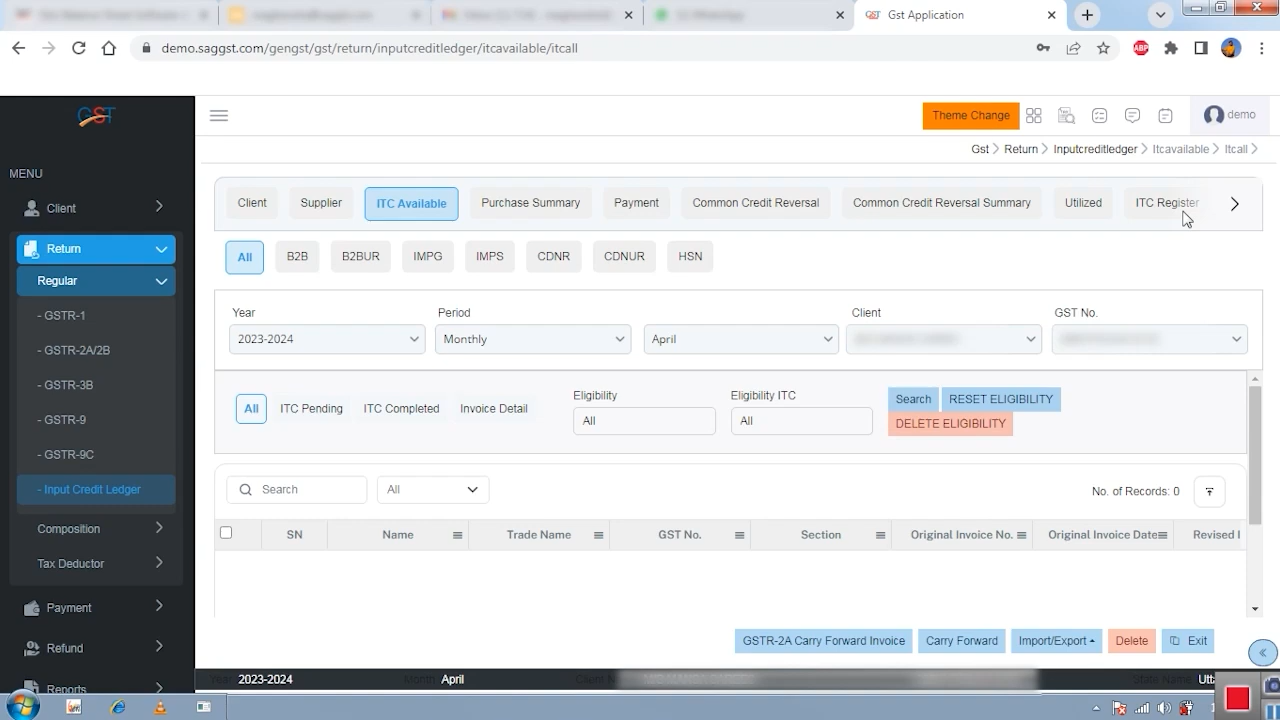 Gst Application
demo.saggst.com/gengst/gst/return/inputcreditledger/itcavailable/itcall
ABP
GST
Theme Change
demo
Gst > Return > Inputcreditledger > Itcavailable > Itcall >
MENU
Client
Return
Regular
- GSTR-1
- GSTR-2A/2B
- GSTR-3B
- GSTR-9
- GSTR-9C
- Input Credit Ledger
Composition
Tax Deductor
Payment
Refund
Reports
Client Supplier ITC Available Purchase Summary Payment Common Credit Reversal Common Credit Reversal Summary Utilized ITC Register
All B2B B2BUR IMPG IMPS CDNR CDNUR HSN
Year Period Client GST No.
2023-2024 Monthly April
Eligibility Eligibility ITC
All ITC Pending ITC Completed Invoice Detail All All Search RESET ELIGIBILITY
DELETE ELIGIBILITY
Search All No. of Records: 0
SN Name Trade Name GST No. Section Original Invoice No. Original Invoice Date Revised I
GSTR-2A Carry Forward Invoice Carry Forward Import/Export Delete Exit
2023-2024 April